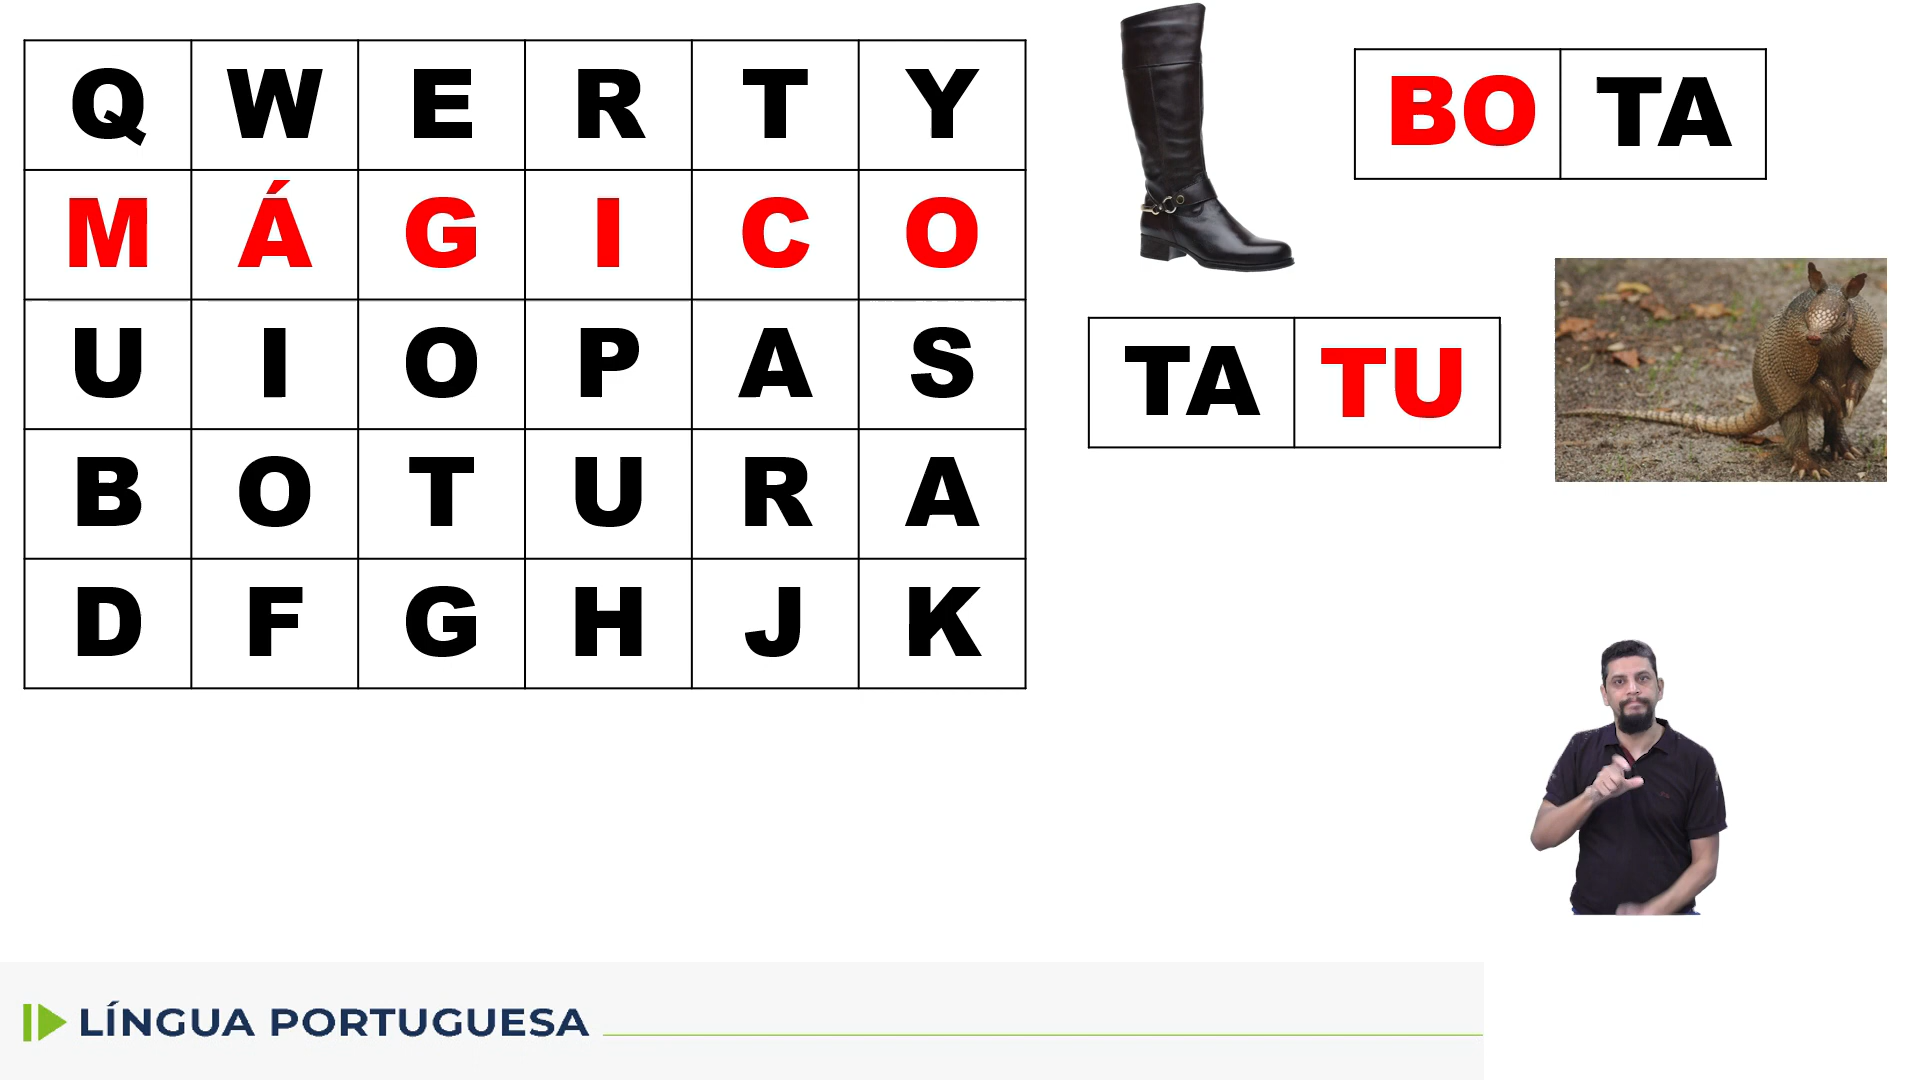 Q W E R T Y
M Á G I C O
U I O P A S
B O T U R A
D F G H J K
BO TA
TA TU
LÍNGUA PORTUGUESA